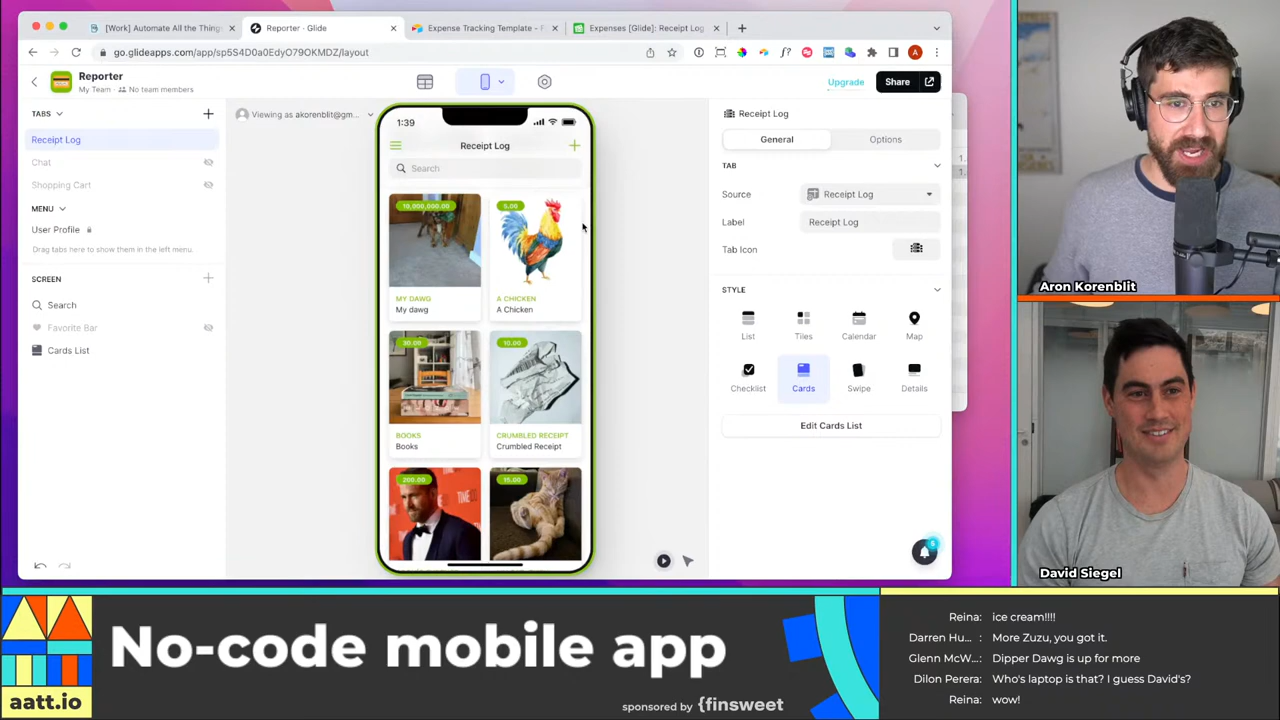 [Work] Automate All the Thing
Reporter - Glide
Expense Tracking Template - F
Expenses [Glide]: Receipt Log
go.glideapps.com/app/sp5S4D0a0EdyO79OKMDZ/layout
Reporter
My Team · No team members
Upgrade
Share
TABS
Receipt Log
Chat
Shopping Cart
MENU
User Profile
Drag tabs here to show them in the left menu.
SCREEN
Search
Favorite Bar
Cards List
Viewing as akorenblit@gm...
1:39
Receipt Log
Search
10,000,000.00
MY DAWG
My dawg
5.00
A CHICKEN
A Chicken
30.00
BOOKS
Books
10.00
CRUMBLED RECEIPT
Crumbled Receipt
200.00
TIME
15.00
Receipt Log
General
Options
TAB
Source
Receipt Log
Label
Receipt Log
Tab Icon
STYLE
List
Tiles
Calendar
Map
Checklist
Cards
Swipe
Details
Edit Cards List
6
Aron Korenblit
David Siegel
aatt.io
No-code mobile app
sponsored by {finsweet
Reina: ice cream!!!!
Darren Hu... : More Zuzu, you got it.
Glenn McW...: Dipper Dawg is up for more
Dilon Perera: Who's laptop is that? I guess David's?
Reina: wow!